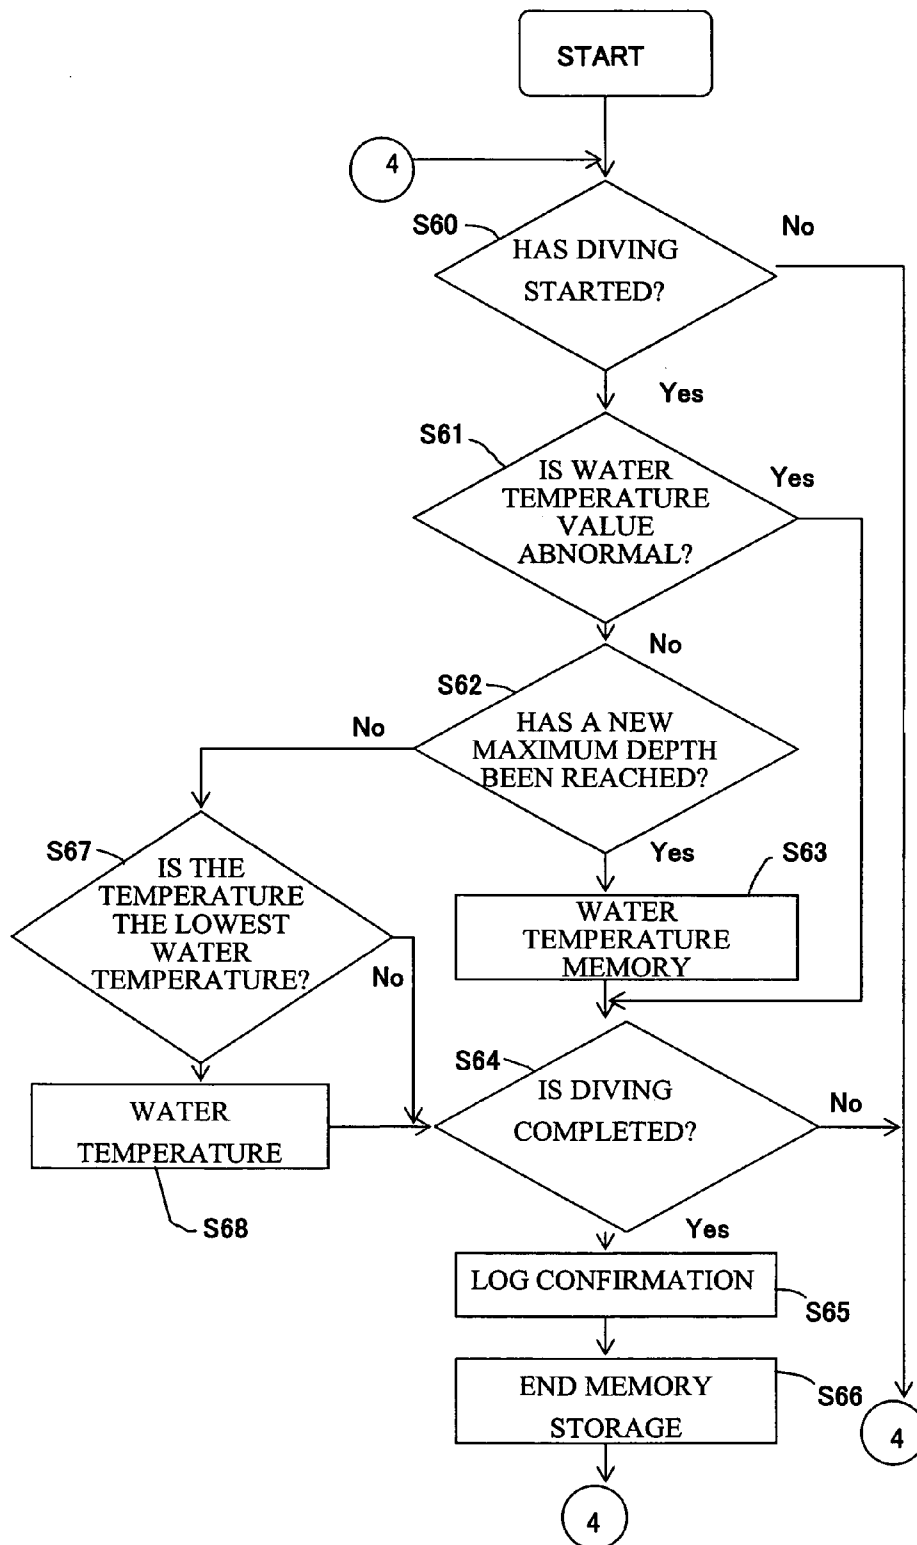 START
4
S60
No
HAS DIVING
STARTED?
Yes
S61
IS WATER
TEMPERATURE
VALUE
ABNORMAL?
Yes
No
S62
No
HAS A NEW
MAXIMUM DEPTH
BEEN REACHED?
S67
Yes
S63
IS THE
TEMPERATURE
THE LOWEST
WATER
TEMPERATURE?
No
WATER
TEMPERATURE
MEMORY
S64
IS DIVING
COMPLETED?
No
WATER
TEMPERATURE
S68
Yes
LOG CONFIRMATION
S65
END MEMORY
STORAGE
S66
4
4